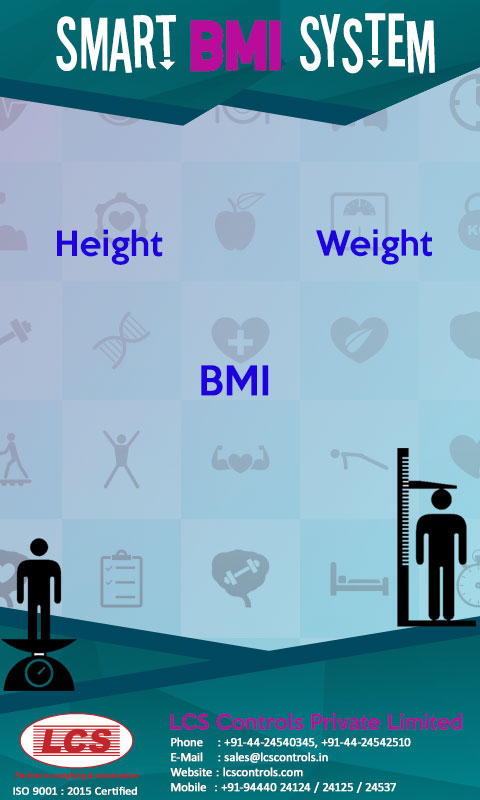 SMART BMI SYSTEM
Height
Weight
BMI
LCS
ISO 9001 : 2015 Certified
LCS Controls Private Limited
Phone : +91-44-24540345, +91-44-24542510
E-Mail : sales@lcscontrols.in
Website : lcscontrols.com
Mobile : +91-94440 24124 / 24125 / 24537